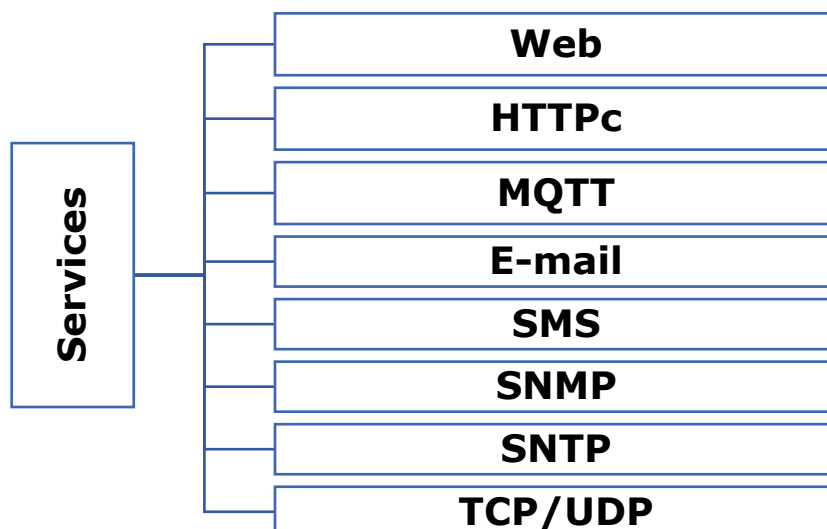 Services
Web
HTTPc
MQTT
E-mail
SMS
SNMP
SNTP
TCP/UDP